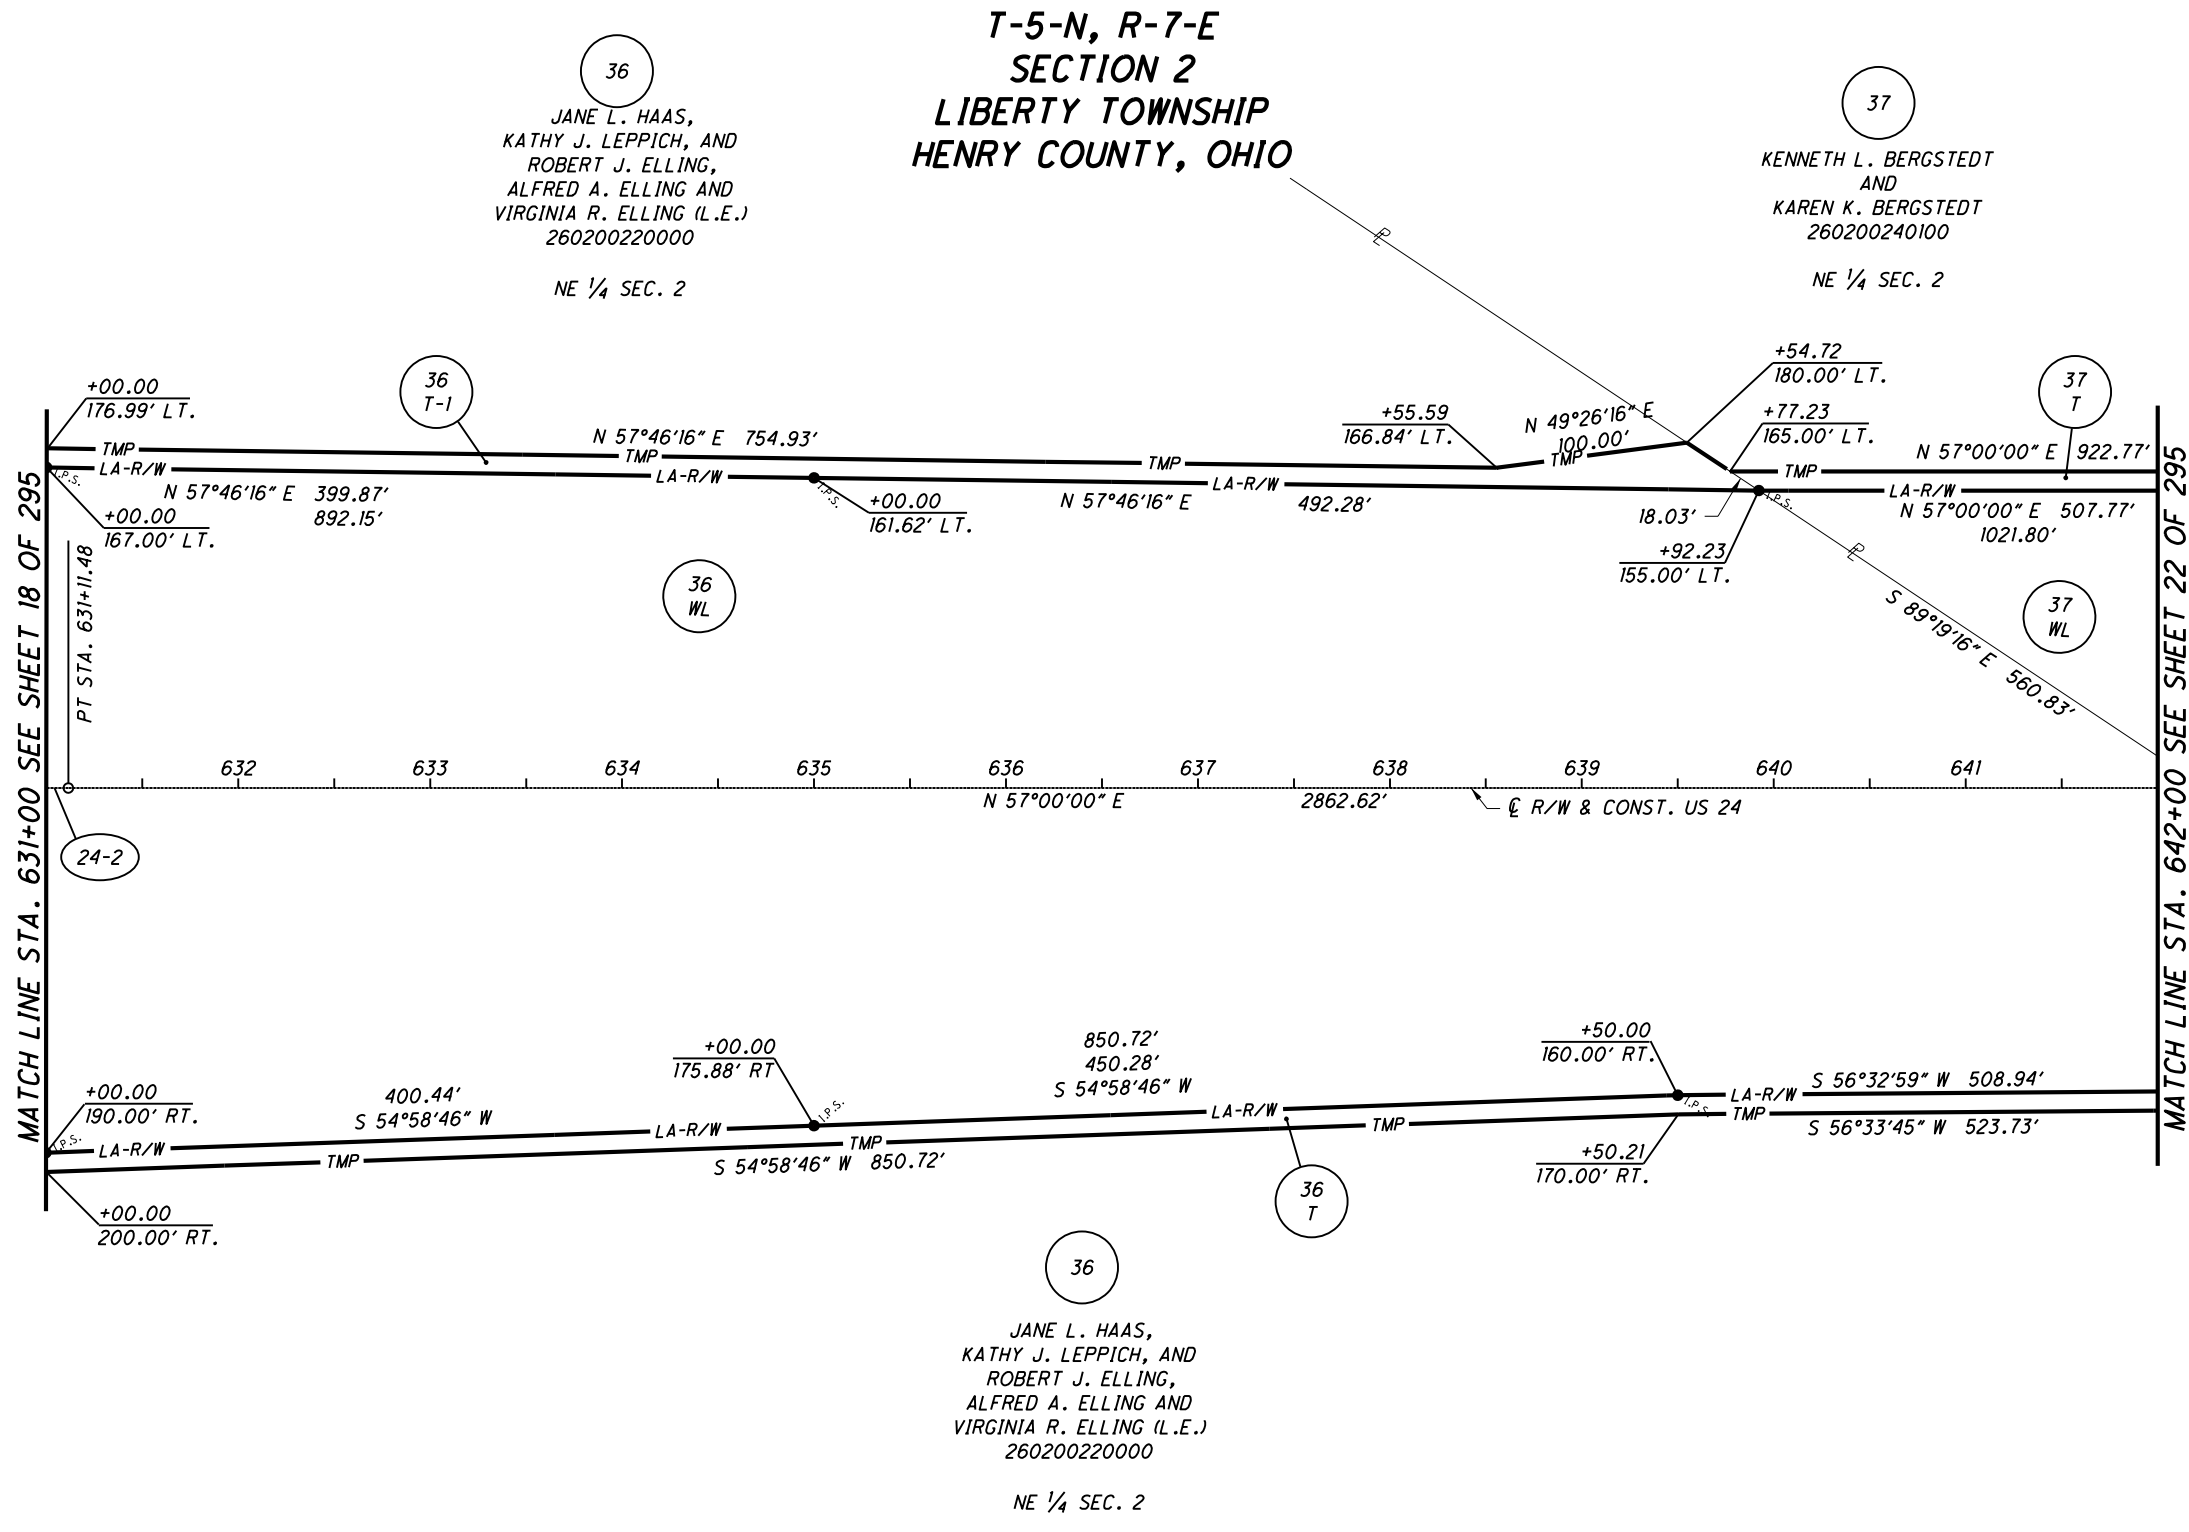 T-5-N, R-7-E
SECTION 2
LIBERTY TOWNSHIP
HENRY COUNTY, OHIO
36
JANE L. HAAS,
KATHY J. LEPPICH, AND
ROBERT J. ELLING,
ALFRED A. ELLING AND
VIRGINIA R. ELLING (L.E.)
260200220000
NE 1/4 SEC. 2
37
KENNETH L. BERGSTEDT
AND
KAREN K. BERGSTEDT
260200240100
NE 1/4 SEC. 2
PL
+00.00
176.99' LT.
36
T-1
TMP
N 57°46'16" E 754.93'
TMP
TMP
+55.59
166.84' LT.
N 49°26'16" E
100.00'
TMP
+54.72
180.00' LT.
+77.23
165.00' LT.
37
T
N 57°00'00" E 922.77'
TMP
I.P.S.
LA-R/W
N 57°46'16" E 399.87'
892.15'
+00.00
167.00' LT.
LA-R/W
I.P.S.
+00.00
161.62' LT.
N 57°46'16" E 492.28'
LA-R/W
18.03'
+92.23
155.00' LT.
I.P.S.
LA-R/W
N 57°00'00" E 507.77'
1021.80'
PL
S 89°19'16" E 560.83'
36
WL
37
WL
PT STA. 631+11.48
MATCH LINE STA. 631+00 SEE SHEET 18 OF 295
MATCH LINE STA. 642+00 SEE SHEET 22 OF 295
632 633 634 635 636 637 638 639 640 641
N 57°00'00" E 2862.62'
CL R/W & CONST. US 24
24-2
+00.00
190.00' RT.
I.P.S.
LA-R/W
400.44'
S 54°58'46" W
LA-R/W
+00.00
175.88' RT
I.P.S.
850.72'
450.28'
S 54°58'46" W
LA-R/W
+50.00
160.00' RT.
I.P.S.
LA-R/W
S 56°32'59" W 508.94'
TMP
TMP
S 54°58'46" W 850.72'
TMP
TMP
S 56°33'45" W 523.73'
+50.21
170.00' RT.
+00.00
200.00' RT.
36
T
36
JANE L. HAAS,
KATHY J. LEPPICH, AND
ROBERT J. ELLING,
ALFRED A. ELLING AND
VIRGINIA R. ELLING (L.E.)
260200220000
NE 1/4 SEC. 2